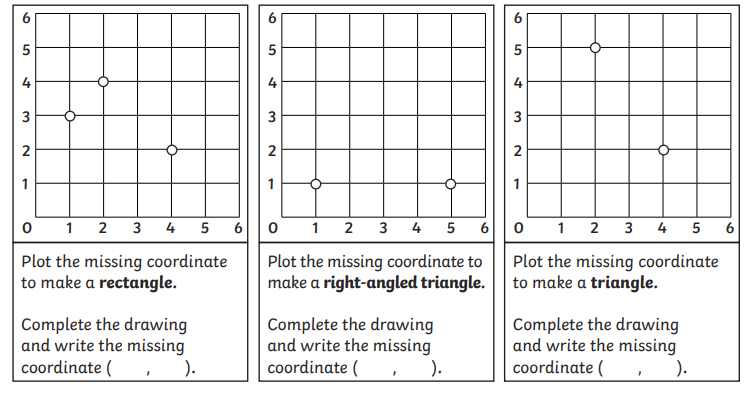 6
5
4
3
2
1
0 1 2 3 4 5 6
Plot the missing coordinate
to make a rectangle.
Complete the drawing
and write the missing
coordinate ( , ).
6
5
4
3
2
1
0 1 2 3 4 5 6
Plot the missing coordinate to
make a right-angled triangle.
Complete the drawing
and write the missing
coordinate ( , ).
6
5
4
3
2
1
0 1 2 3 4 5 6
Plot the missing coordinate
to make a triangle.
Complete the drawing
and write the missing
coordinate ( , ).